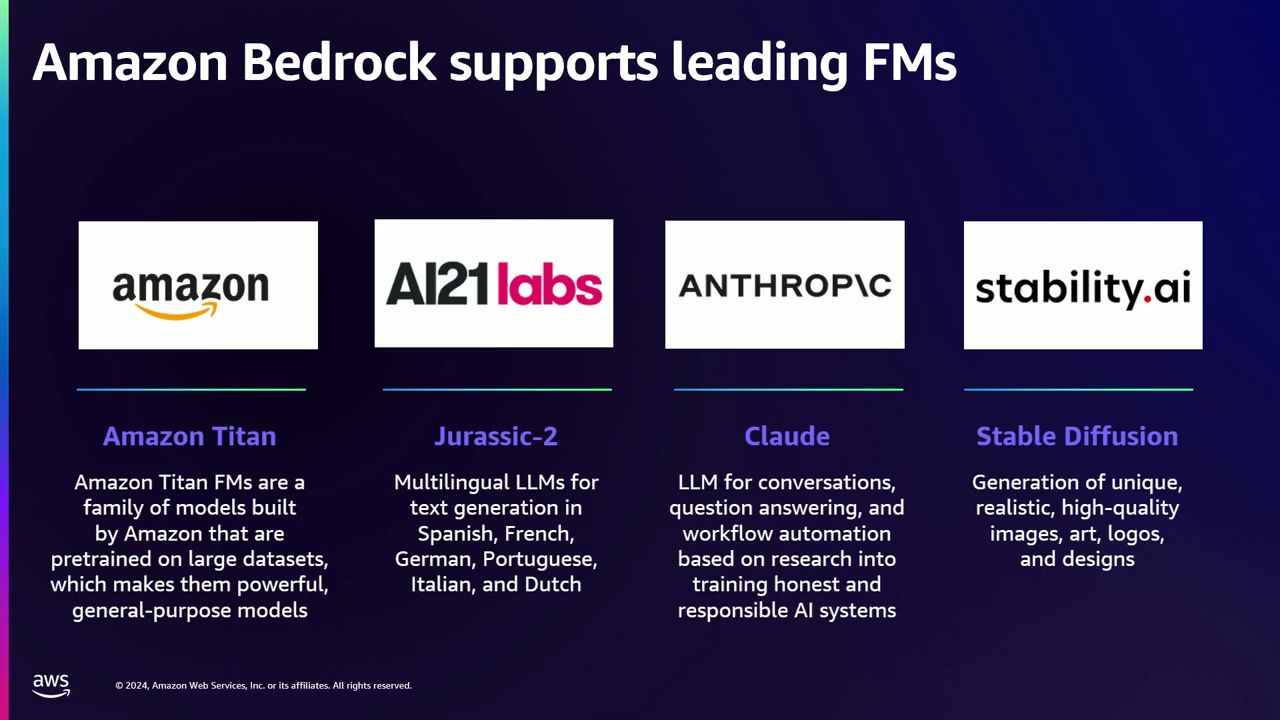 Amazon Bedrock supports leading FMs
amazon
AI21 labs
ANTHROP\C
stability.ai
Amazon Titan
Amazon Titan FMs are a
family of models built
by Amazon that are
pretrained on large datasets,
which makes them powerful,
general-purpose models
Jurassic-2
Multilingual LLMs for
text generation in
Spanish, French,
German, Portuguese,
Italian, and Dutch
Claude
LLM for conversations,
question answering, and
workflow automation
based on research into
training honest and
responsible AI systems
Stable Diffusion
Generation of unique,
realistic, high-quality
images, art, logos,
and designs
aws
© 2024, Amazon Web Services, Inc. or its affiliates. All rights reserved.